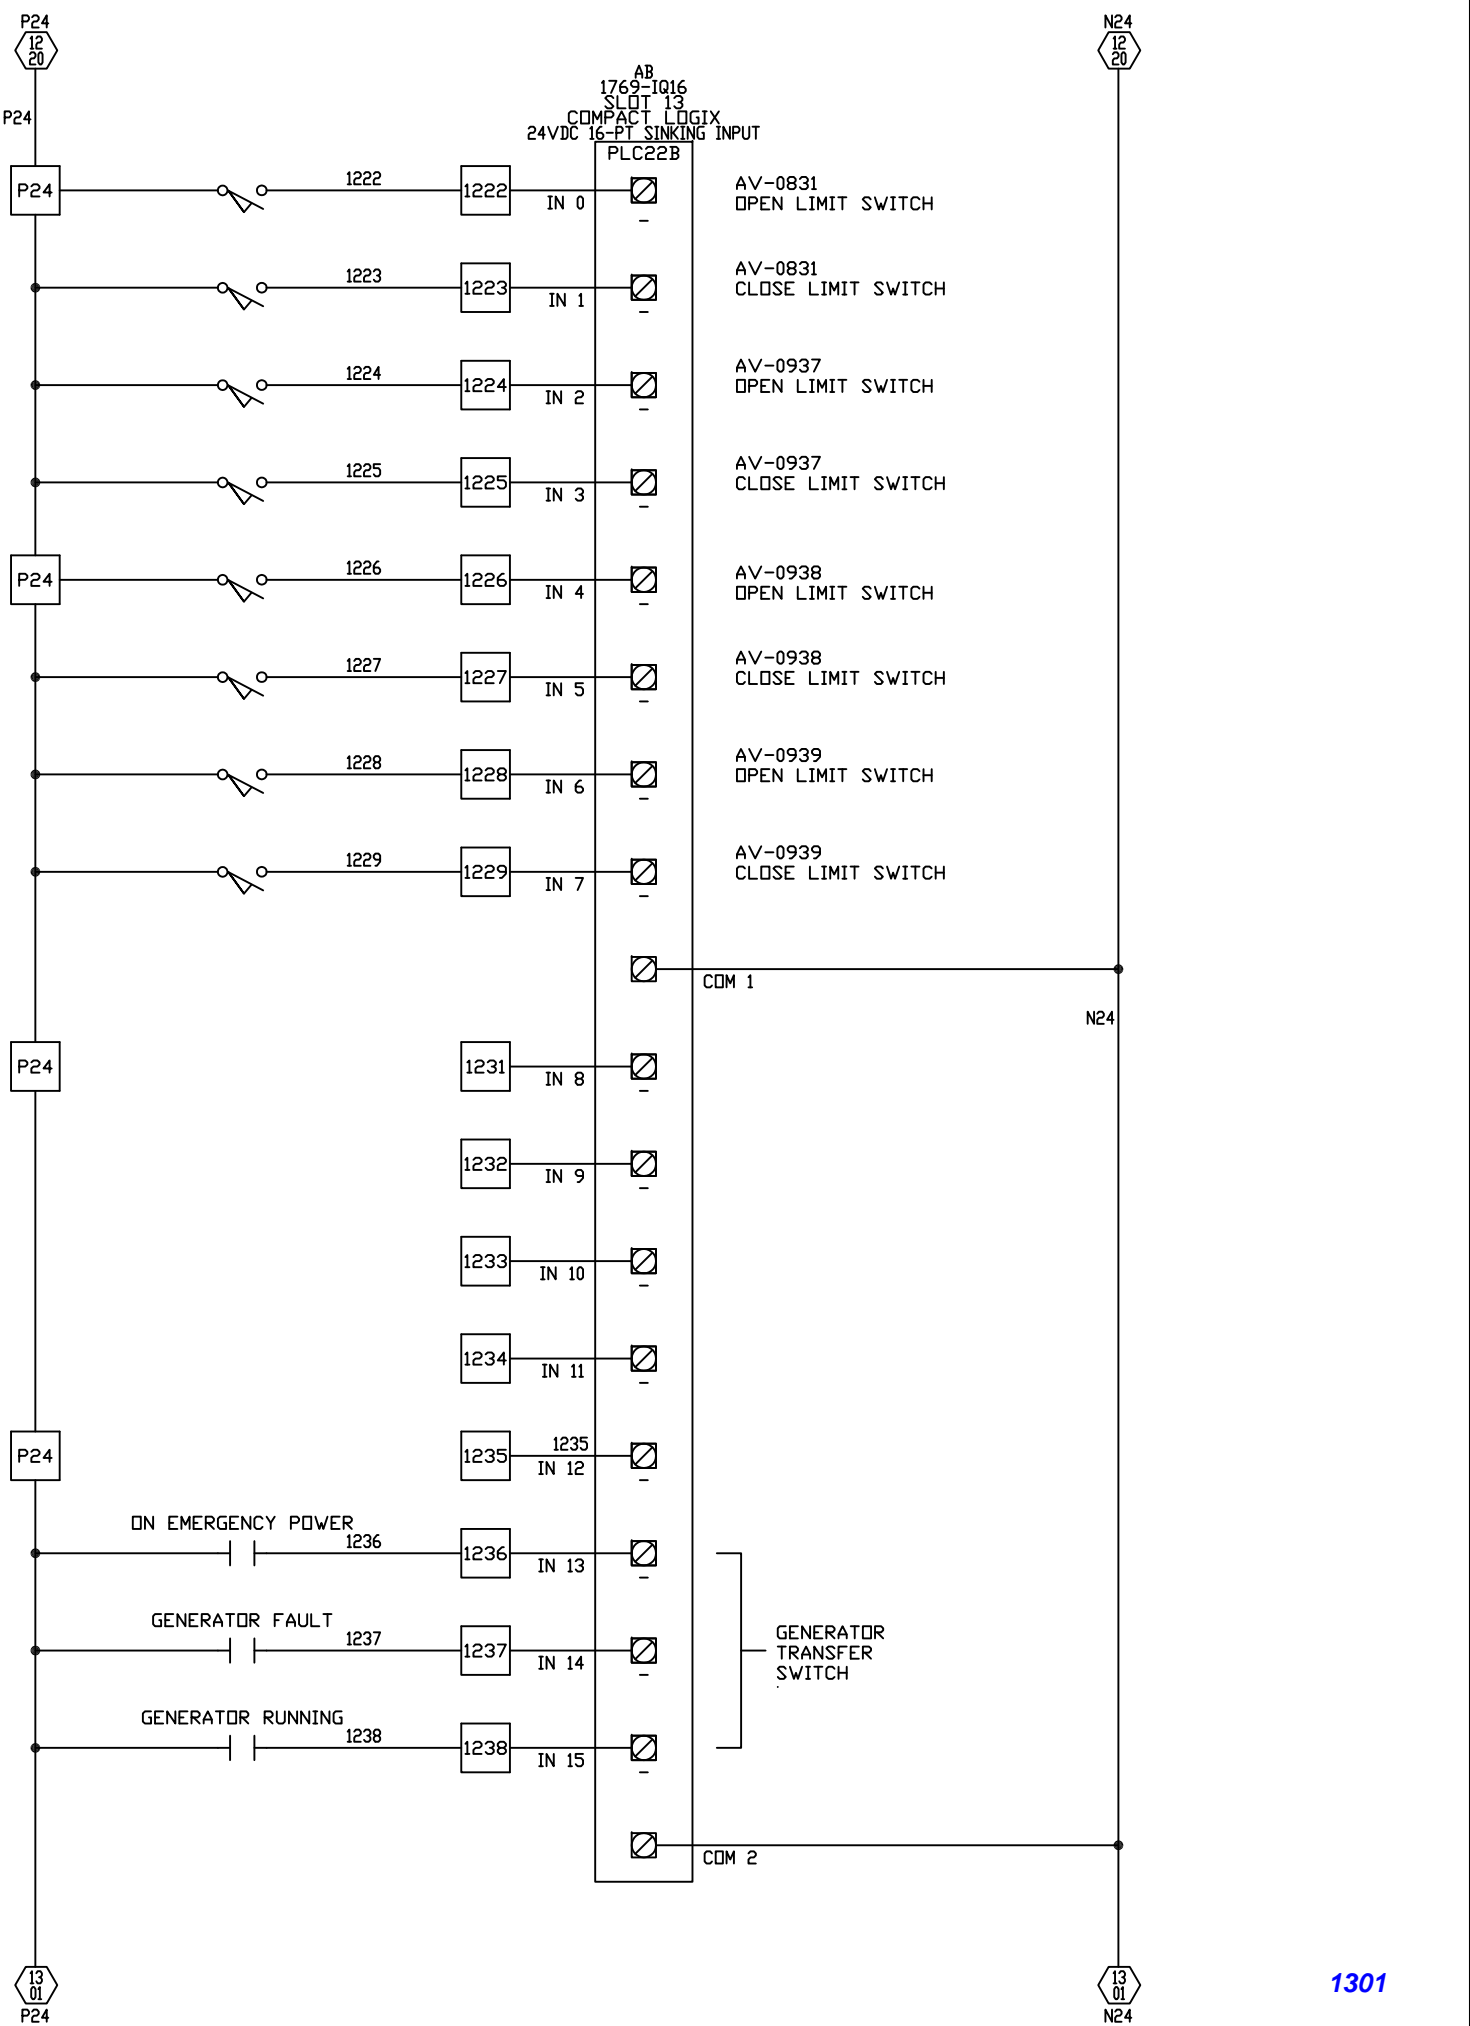 P24
12
20
N24
12
20
P24
AB
1769-IQ16
SLOT 13
COMPACT LOGIX
24VDC 16-PT SINKING INPUT
PLC22B
P24
1222
1222
IN 0
AV-0831
OPEN LIMIT SWITCH
1223
1223
IN 1
AV-0831
CLOSE LIMIT SWITCH
1224
1224
IN 2
AV-0937
OPEN LIMIT SWITCH
1225
1225
IN 3
AV-0937
CLOSE LIMIT SWITCH
P24
1226
1226
IN 4
AV-0938
OPEN LIMIT SWITCH
1227
1227
IN 5
AV-0938
CLOSE LIMIT SWITCH
1228
1228
IN 6
AV-0939
OPEN LIMIT SWITCH
1229
1229
IN 7
AV-0939
CLOSE LIMIT SWITCH
COM 1
N24
P24
1231
IN 8
1232
IN 9
1233
IN 10
1234
IN 11
P24
1235
1235
IN 12
ON EMERGENCY POWER
1236
1236
IN 13
GENERATOR FAULT
1237
1237
IN 14
GENERATOR
TRANSFER
SWITCH
GENERATOR RUNNING
1238
1238
IN 15
COM 2
13
01
P24
13
01
N24
1301